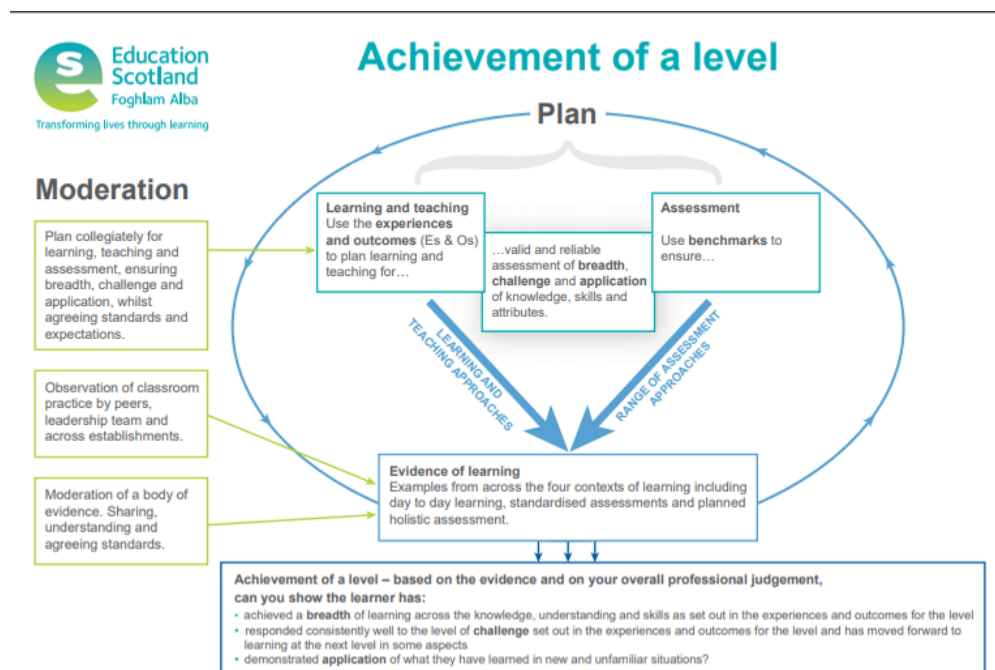 Education
Scotland
Foghlam Alba
Transforming lives through learning
Achievement of a level
Plan
Moderation
Plan collegiately for
learning, teaching and
assessment, ensuring
breadth, challenge and
application, whilst
agreeing standards and
expectations.
Observation of classroom
practice by peers,
leadership team and
across establishments.
Moderation of a body of
evidence. Sharing,
understanding and
agreeing standards.
Learning and teaching
Use the experiences
and outcomes (Es & Os)
to plan learning and
teaching for…
…valid and reliable
assessment of breadth,
challenge and application
of knowledge, skills and
attributes.
Assessment
Use benchmarks to
ensure…
LEARNING AND
TEACHING APPROACHES
RANGE OF ASSESSMENT
APPROACHES
Evidence of learning
Examples from across the four contexts of learning including
day to day learning, standardised assessments and planned
holistic assessment.
Achievement of a level – based on the evidence and on your overall professional judgement,
can you show the learner has:
• achieved a breadth of learning across the knowledge, understanding and skills as set out in the experiences and outcomes for the level
• responded consistently well to the level of challenge set out in the experiences and outcomes for the level and has moved forward to
learning at the next level in some aspects
• demonstrated application of what they have learned in new and unfamiliar situations?